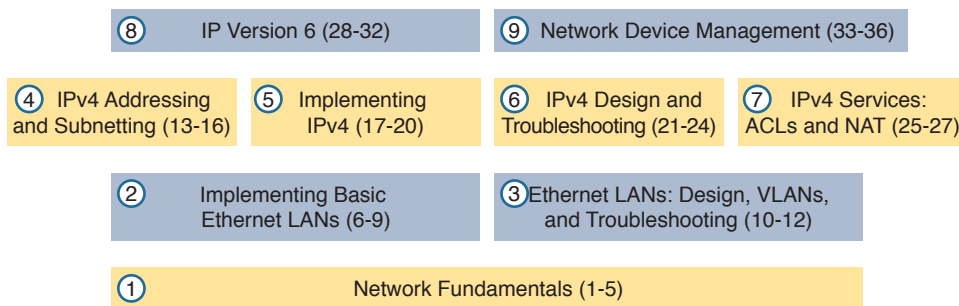 8 IP Version 6 (28-32)
9 Network Device Management (33-36)
4 IPv4 Addressing
and Subnetting (13-16)
5 Implementing
IPv4 (17-20)
6 IPv4 Design and
Troubleshooting (21-24)
7 IPv4 Services:
ACLs and NAT (25-27)
2 Implementing Basic
Ethernet LANs (6-9)
3 Ethernet LANs: Design, VLANs,
and Troubleshooting (10-12)
1 Network Fundamentals (1-5)